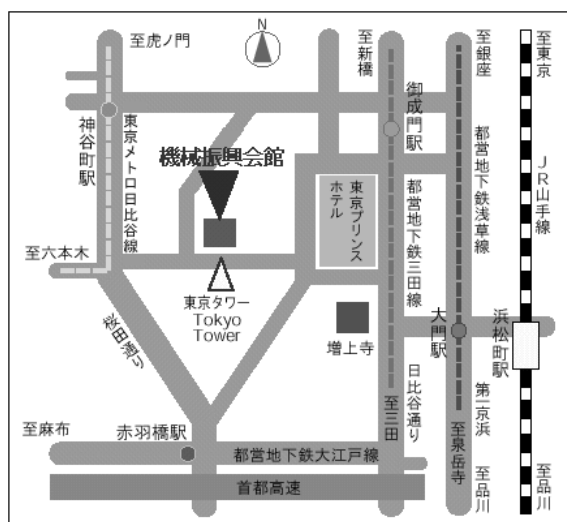 至虎ノ門
N
至新橋
至銀座
至東京
御成門駅
神谷町駅
東京メトロ日比谷線
機械振興会館
東京プリンス
ホテル
都営地下鉄三田線
都営地下鉄浅草線
JR山手線
至六本木
東京タワー
Tokyo
Tower
桜田通り
増上寺
大門駅
浜松町駅
日比谷通り
第一京浜
至三田
至泉岳寺
至麻布
赤羽橋駅
都営地下鉄大江戸線
首都高速
至品川
至品川